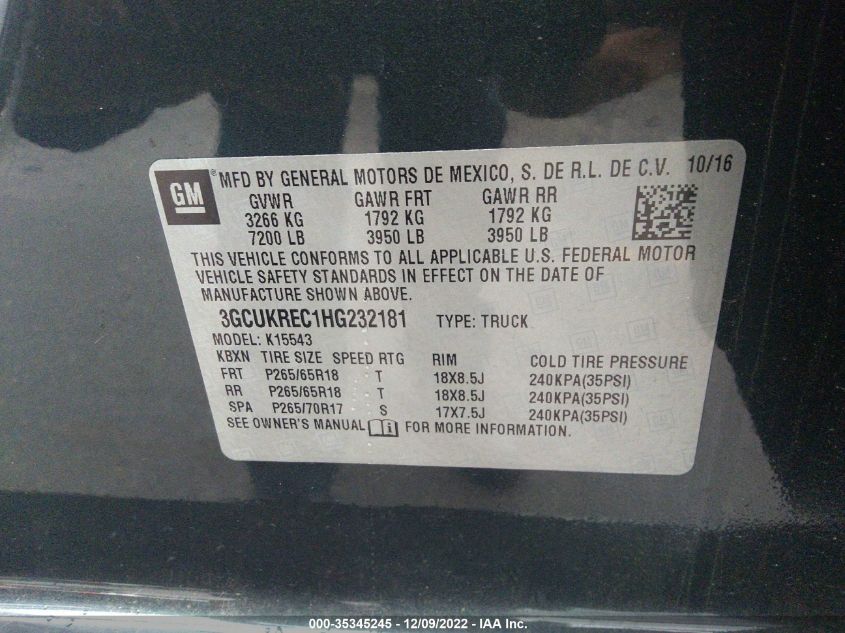 GM ® MFD BY GENERAL MOTORS DE MEXICO, S. DE R.L. DE C.V. 10/16
GVWR GAWR FRT GAWR RR
3266 KG 1792 KG 1792 KG
7200 LB 3950 LB 3950 LB
THIS VEHICLE CONFORMS TO ALL APPLICABLE U.S. FEDERAL MOTOR
VEHICLE SAFETY STANDARDS IN EFFECT ON THE DATE OF
MANUFACTURE SHOWN ABOVE.
3GCUKREC1HG232181 TYPE: TRUCK
MODEL: K15543
KBXN TIRE SIZE SPEED RTG RIM COLD TIRE PRESSURE
FRT P265/65R18 T 18X8.5J 240KPA(35PSI)
RR P265/65R18 T 18X8.5J 240KPA(35PSI)
SPA P265/70R17 S 17X7.5J 240KPA(35PSI)
SEE OWNER'S MANUAL FOR MORE INFORMATION.
000-35345245 - 12/09/2022 - IAA Inc.